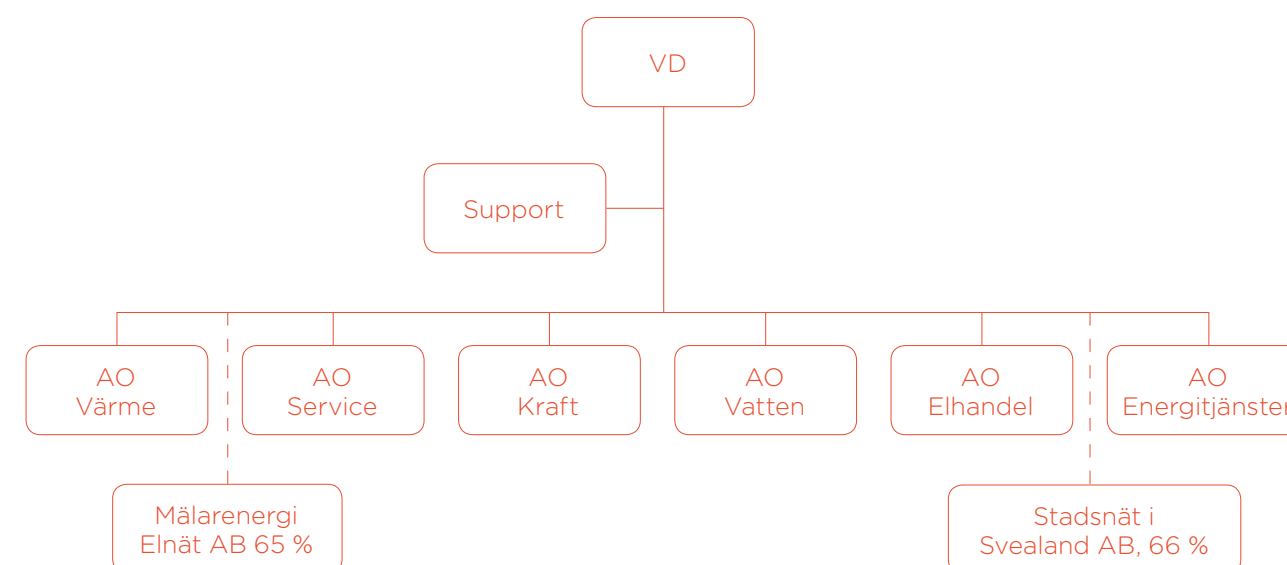 VD
Support
AO
Värme
AO
Service
AO
Kraft
AO
Vatten
AO
Elhandel
AO
Energitjänster
Mälarenergi
Elnät AB 65 %
Stadsnät i
Svealand AB, 66 %